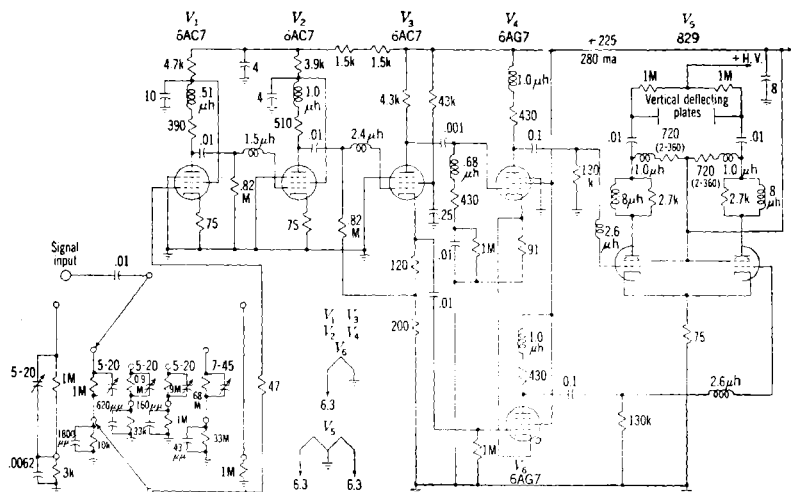 V₁ V₂ V₃ V₄ V₅
6AC7 6AC7 6AC7 6AG7 829
+225
280 ma
+ H.V.
4.7k
4
3.9k
1.5k 1.5k
10
.51 μh
4
1.0 μh
4.3k
43k
1.0μh
1M 1M
8
Vertical deflecting
plates
390
.01
1.5μh
510
.01
2.4μh
.001
430
0.1
.01
720
(2-360)
.01
1.0μh
720
(2-360)
1.0μh
.68 μh
430
130 k
8μh
2.7k
2.7k
8 μh
.82 M
75
75
.82 M
.25
.01
1M
91
2.6 μh
Signal
input
.01
120
.01
200
V₁ V₃
V₂ V₄
V₆
6.3
1.0 μh
430
0.1
75
2.6μh
5-20
1M
5-20
1M
5-20
0.9 M
5-20
.9M
7-45
.68 M
47
620μμ
33k
160μμ
1M
1800 μμ
10k
43 μμ
.33M
.0062
3k
1M
V₅
6.3 6.3
1M
V₆
6AG7
130k